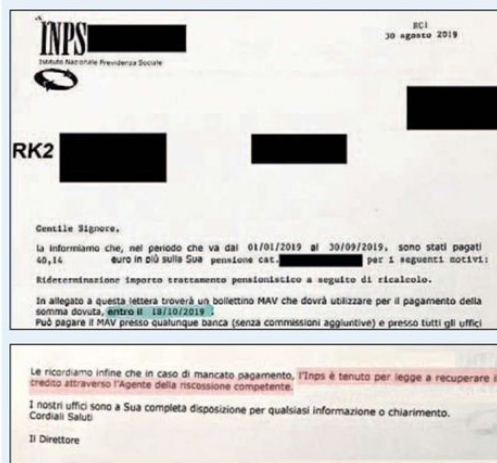 INPS
Istituto Nazionale Previdenza Sociale
RCI
30 agosto 2019
RK2
Gentile Signore,
la informiamo che, nel periodo che va dal 01/01/2019 al 30/09/2019, sono stati pagati
40,14 euro in più sulla Sua pensione cat. per i seguenti motivi:
Rideterminazione importo trattamento pensionistico a seguito di ricalcolo.
In allegato a questa lettera troverà un bollettino MAV che dovrà utilizzare per il pagamento della
somma dovuta, entro il 18/10/2019.
Può pagare il MAV presso qualunque banca (senza commissioni aggiuntive) e presso tutti gli uffici
Le ricordiamo infine che in caso di mancato pagamento, l'Inps è tenuto per legge a recuperare il
credito attraverso l'Agente della riscossione competente.
I nostri uffici sono a Sua completa disposizione per qualsiasi informazione o chiarimento.
Cordiali Saluti
Il Direttore